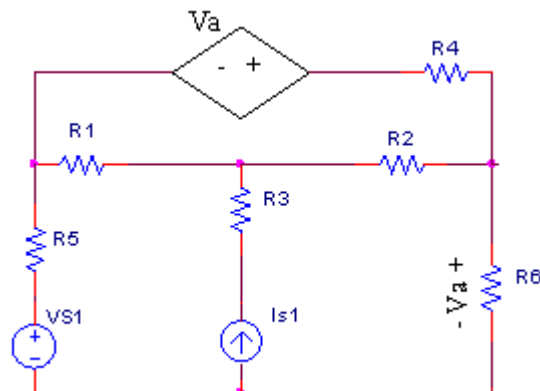 Va
- +
R4
R1
R2
R3
R5
- Va +
R6
VS1
Is1
+
-